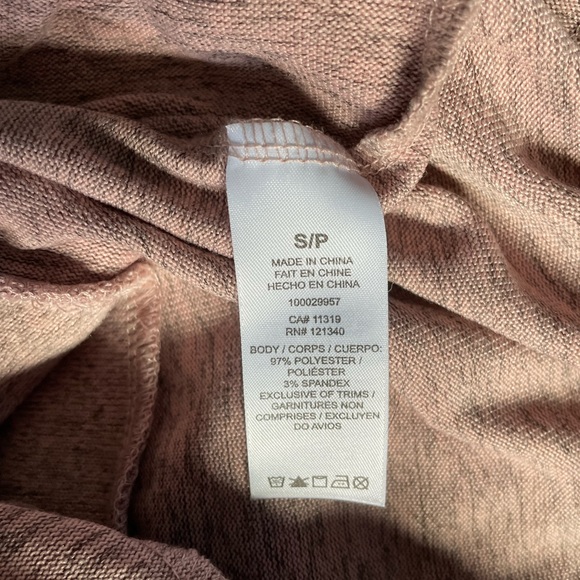 S/P
MADE IN CHINA
FAIT EN CHINE
HECHO EN CHINA
100029957
CA# 11319
RN# 121340
BODY / CORPS / CUERPO:
97% POLYESTER /
POLIÉSTER
3% SPANDEX
EXCLUSIVE OF TRIMS /
GARNITURES NON
COMPRISES / EXCLUYEN
DO AVIOS